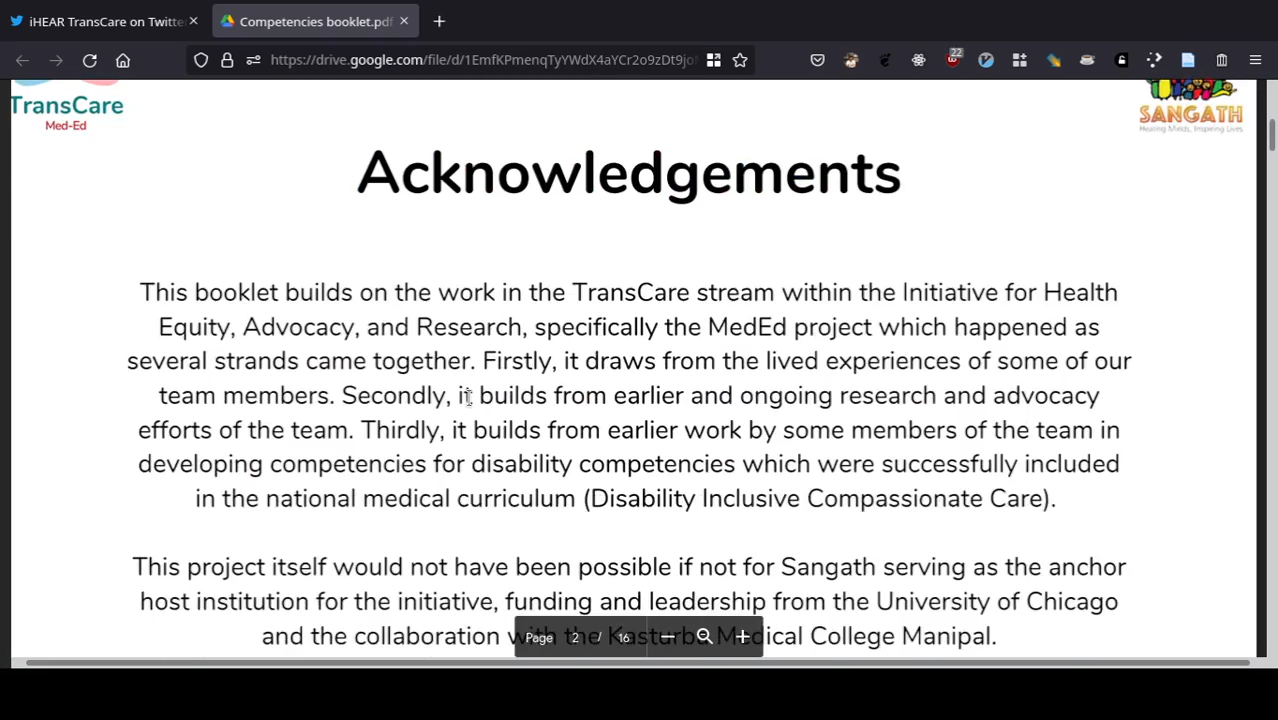 iHEAR TransCare on Twitte
Competencies booklet.pdf
https://drive.google.com/file/d/1EmfKPmenqTyYWdX4aYCr2o9zDt9jo
22
TransCare
Med-Ed
SANGATH
Healing Minds, Inspiring Lives
Acknowledgements
This booklet builds on the work in the TransCare stream within the Initiative for Health
Equity, Advocacy, and Research, specifically the MedEd project which happened as
several strands came together. Firstly, it draws from the lived experiences of some of our
team members. Secondly, it builds from earlier and ongoing research and advocacy
efforts of the team. Thirdly, it builds from earlier work by some members of the team in
developing competencies for disability competencies which were successfully included
in the national medical curriculum (Disability Inclusive Compassionate Care).
This project itself would not have been possible if not for Sangath serving as the anchor
host institution for the initiative, funding and leadership from the University of Chicago
and the collaboration with the Kasturba Medical College Manipal.
Page 2 / 16